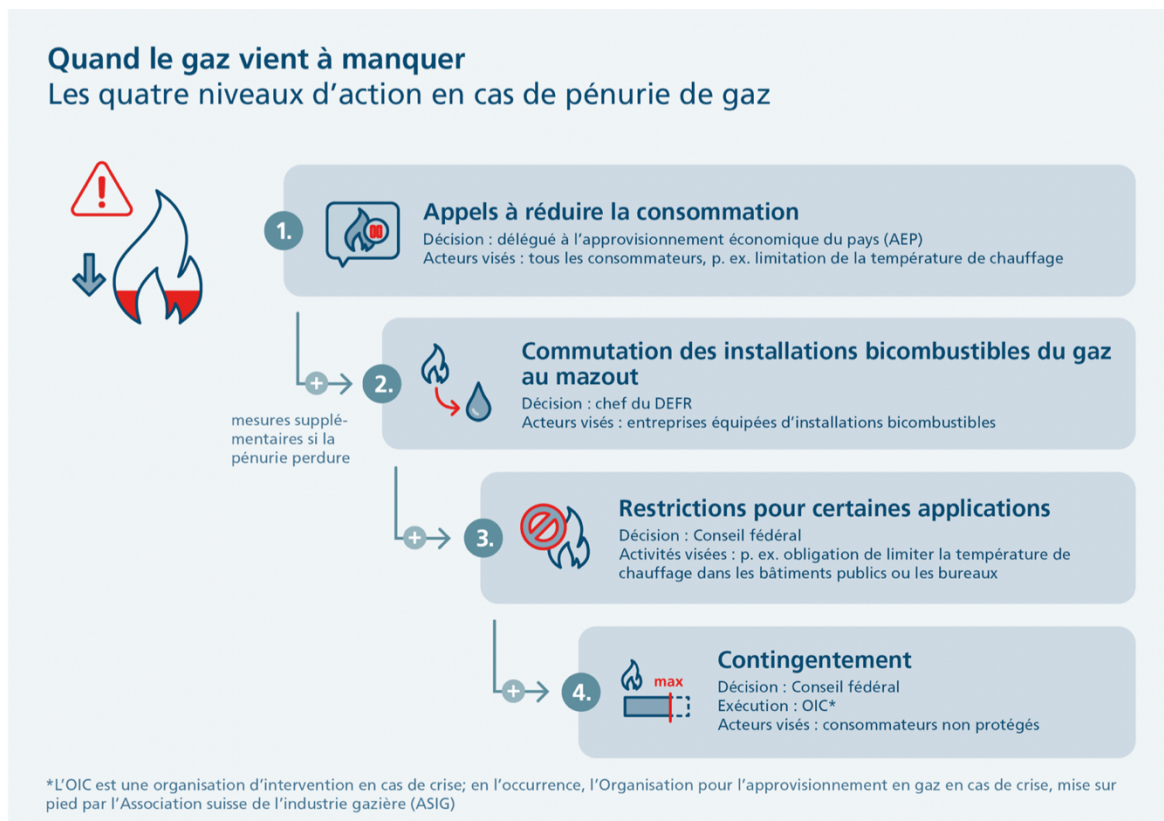 Quand le gaz vient à manquer
Les quatre niveaux d’action en cas de pénurie de gaz
1.
Appels à réduire la consommation
Décision : délégué à l’approvisionnement économique du pays (AEP)
Acteurs visés : tous les consommateurs, p. ex. limitation de la température de chauffage
2.
Commutation des installations bicombustibles du gaz
au mazout
Décision : chef du DEFR
Acteurs visés : entreprises équipées d’installations bicombustibles
mesures supplé-
mentaires si la
pénurie perdure
3.
Restrictions pour certaines applications
Décision : Conseil fédéral
Activités visées : p. ex. obligation de limiter la température de
chauffage dans les bâtiments publics ou les bureaux
4.
max
Contingentement
Décision : Conseil fédéral
Exécution : OIC*
Acteurs visés : consommateurs non protégés
*L’OIC est une organisation d’intervention en cas de crise; en l’occurrence, l’Organisation pour l’approvisionnement en gaz en cas de crise, mise sur
pied par l’Association suisse de l’industrie gazière (ASIG)